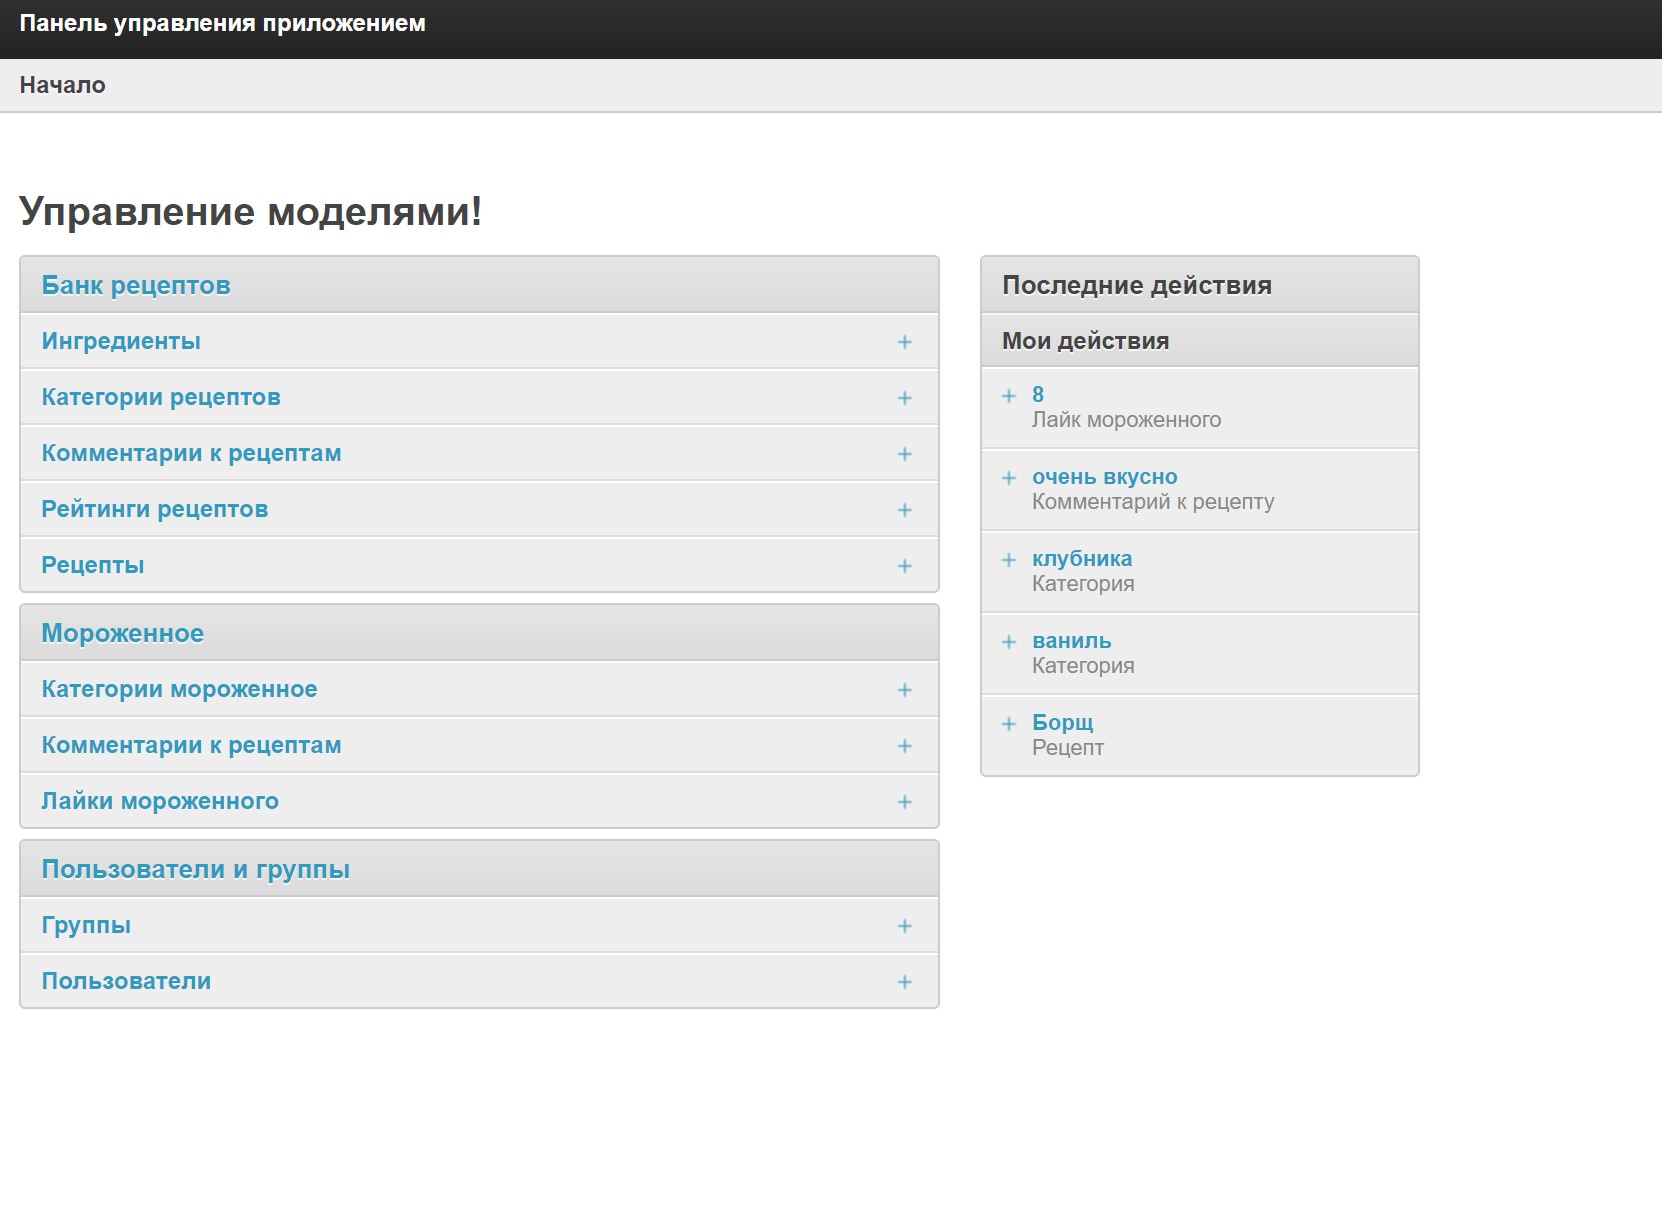 Панель управления приложением
Начало
Управление моделями!
Банк рецептов
Ингредиенты
Категории рецептов
Комментарии к рецептам
Рейтинги рецептов
Рецепты
Мороженное
Категории мороженное
Комментарии к рецептам
Лайки мороженного
Пользователи и группы
Группы
Пользователи
Последние действия
Мои действия
8
Лайк мороженного
очень вкусно
Комментарий к рецепту
клубника
Категория
ваниль
Категория
Борщ
Рецепт